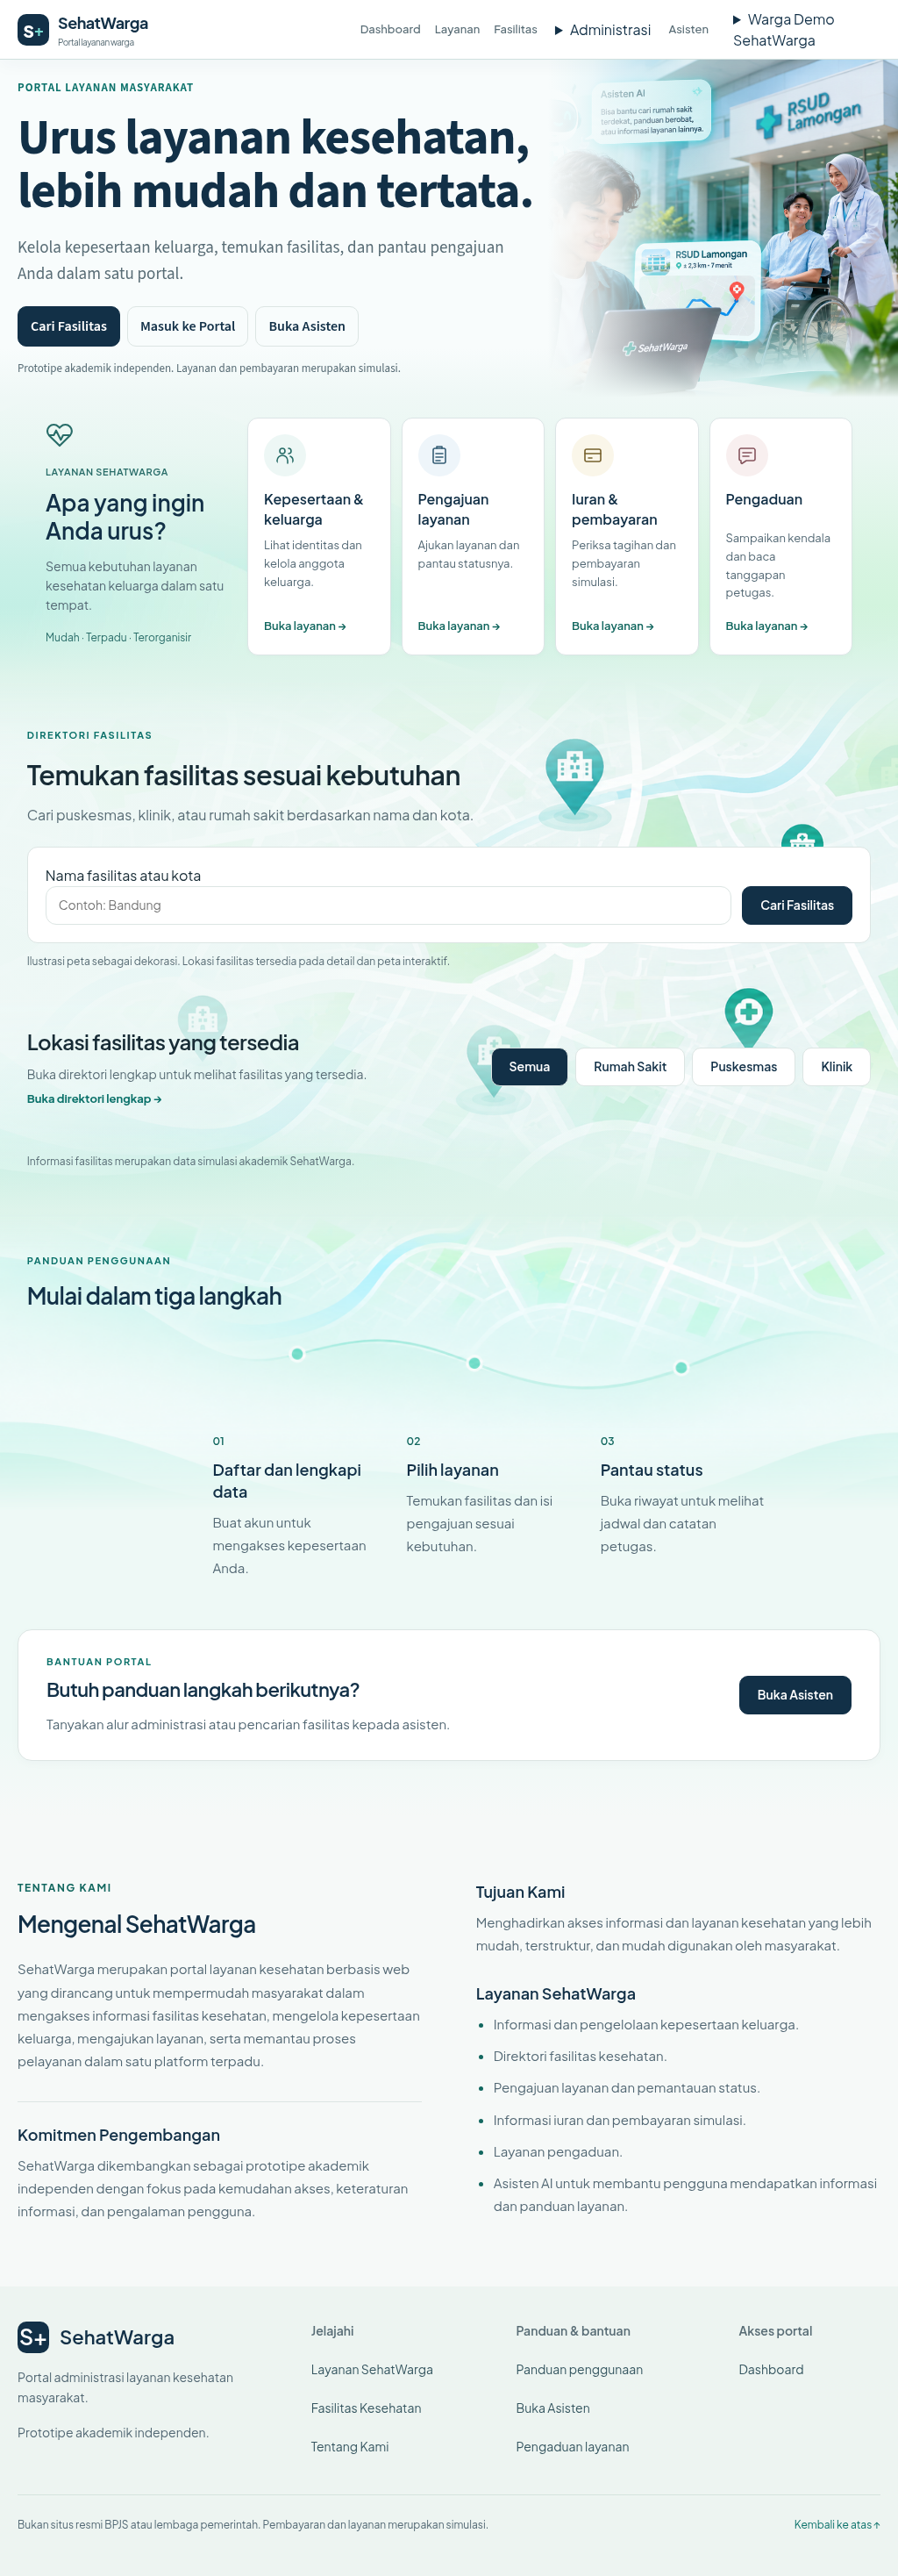 S+
SehatWarga
Portal layanan warga
Dashboard
Layanan
Fasilitas
Administrasi
Asisten
Warga Demo
SehatWarga
PORTAL LAYANAN MASYARAKAT
Urus layanan kesehatan,
lebih mudah dan tertata.
Kelola kepesertaan keluarga, temukan fasilitas, dan pantau pengajuan
Anda dalam satu portal.
Cari Fasilitas
Masuk ke Portal
Buka Asisten
Prototipe akademik independen. Layanan dan pembayaran merupakan simulasi.
Asisten AI
Bisa bantu cari rumah sakit
terdekat, panduan berobat,
atau informasi layanan lainnya.
RSUD
Lamongan
RSUD Lamongan
± 2,3 km • 7 menit
SehatWarga
LAYANAN SEHATWARGA
Apa yang ingin
Anda urus?
Semua kebutuhan layanan
kesehatan keluarga dalam satu
tempat.
Mudah · Terpadu · Terorganisir
Kepesertaan &
keluarga
Lihat identitas dan
kelola anggota
keluarga.
Buka layanan →
Pengajuan
layanan
Ajukan layanan dan
pantau statusnya.
Buka layanan →
Iuran &
pembayaran
Periksa tagihan dan
pembayaran
simulasi.
Buka layanan →
Pengaduan
Sampaikan kendala
dan baca
tanggapan
petugas.
Buka layanan →
DIREKTORI FASILITAS
Temukan fasilitas sesuai kebutuhan
Cari puskesmas, klinik, atau rumah sakit berdasarkan nama dan kota.
Nama fasilitas atau kota
Contoh: Bandung
Cari Fasilitas
Ilustrasi peta sebagai dekorasi. Lokasi fasilitas tersedia pada detail dan peta interaktif.
Lokasi fasilitas yang tersedia
Buka direktori lengkap untuk melihat fasilitas yang tersedia.
Buka direktori lengkap →
Semua
Rumah Sakit
Puskesmas
Klinik
Informasi fasilitas merupakan data simulasi akademik SehatWarga.
PANDUAN PENGGUNAAN
Mulai dalam tiga langkah
01
Daftar dan lengkapi
data
Buat akun untuk
mengakses kepesertaan
Anda.
02
Pilih layanan
Temukan fasilitas dan isi
pengajuan sesuai
kebutuhan.
03
Pantau status
Buka riwayat untuk melihat
jadwal dan catatan
petugas.
BANTUAN PORTAL
Butuh panduan langkah berikutnya?
Tanyakan alur administrasi atau pencarian fasilitas kepada asisten.
Buka Asisten
TENTANG KAMI
Mengenal SehatWarga
SehatWarga merupakan portal layanan kesehatan berbasis web
yang dirancang untuk mempermudah masyarakat dalam
mengakses informasi fasilitas kesehatan, mengelola kepesertaan
keluarga, mengajukan layanan, serta memantau proses
pelayanan dalam satu platform terpadu.
Komitmen Pengembangan
SehatWarga dikembangkan sebagai prototipe akademik
independen dengan fokus pada kemudahan akses, keteraturan
informasi, dan pengalaman pengguna.
Tujuan Kami
Menghadirkan akses informasi dan layanan kesehatan yang lebih
mudah, terstruktur, dan mudah digunakan oleh masyarakat.
Layanan SehatWarga
• Informasi dan pengelolaan kepesertaan keluarga.
• Direktori fasilitas kesehatan.
• Pengajuan layanan dan pemantauan status.
• Informasi iuran dan pembayaran simulasi.
• Layanan pengaduan.
• Asisten AI untuk membantu pengguna mendapatkan informasi
dan panduan layanan.
S+
SehatWarga
Portal administrasi layanan kesehatan
masyarakat.
Prototipe akademik independen.
Jelajahi
Layanan SehatWarga
Fasilitas Kesehatan
Tentang Kami
Panduan & bantuan
Panduan penggunaan
Buka Asisten
Pengaduan layanan
Akses portal
Dashboard
Bukan situs resmi BPJS atau lembaga pemerintah. Pembayaran dan layanan merupakan simulasi.
Kembali ke atas ↑